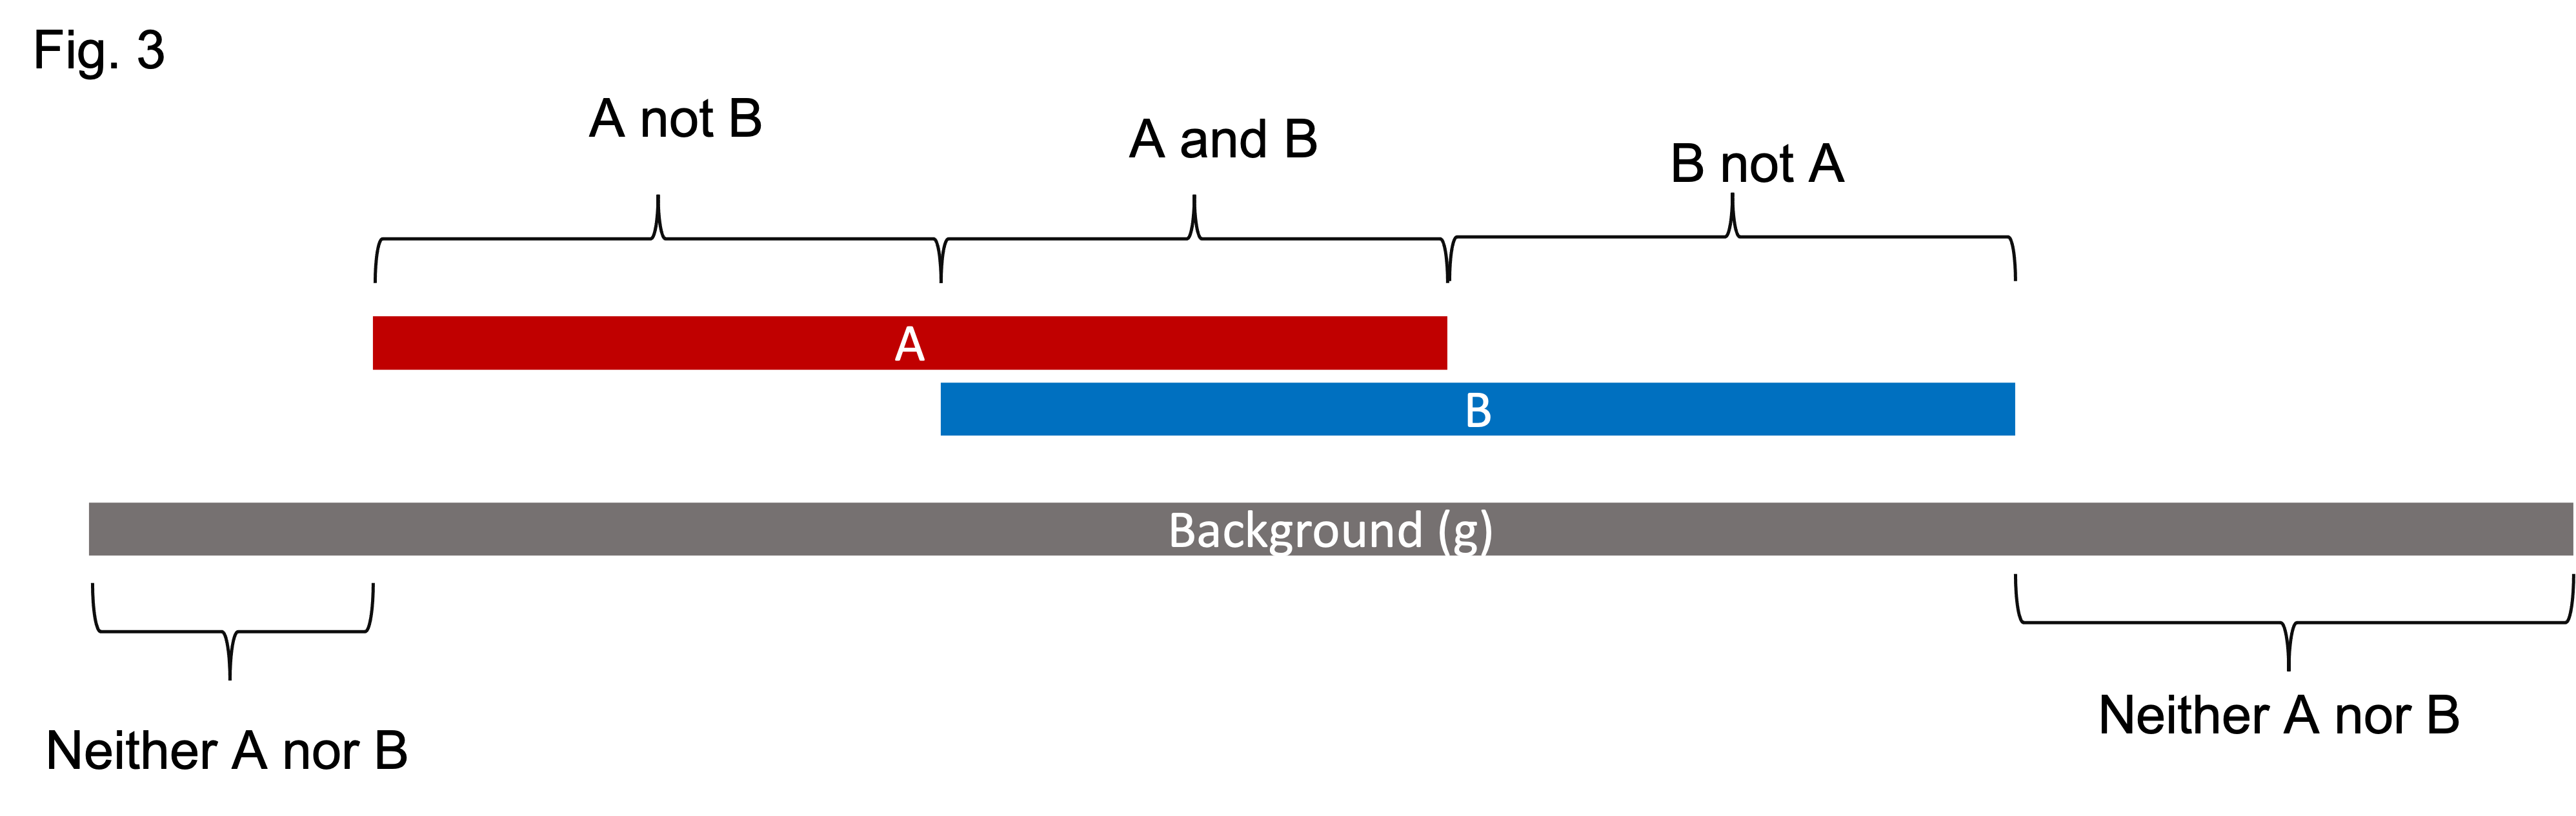 Fig. 3
A not B
A and B
B not A
A
B
Background (g)
Neither A nor B
Neither A nor B